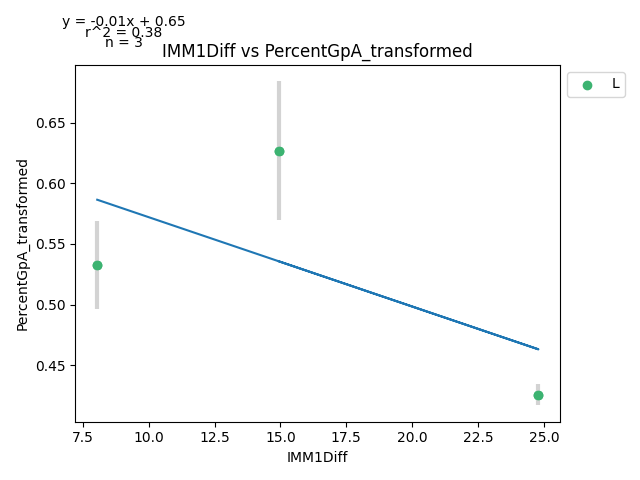 y = -0.01x + 0.65
r^2 = 0.38
n = 3
IMM1Diff vs PercentGpA_transformed
L
PercentGpA_transformed
0.65
0.60
0.55
0.50
0.45
7.5 10.0 12.5 15.0 17.5 20.0 22.5 25.0
IMM1Diff